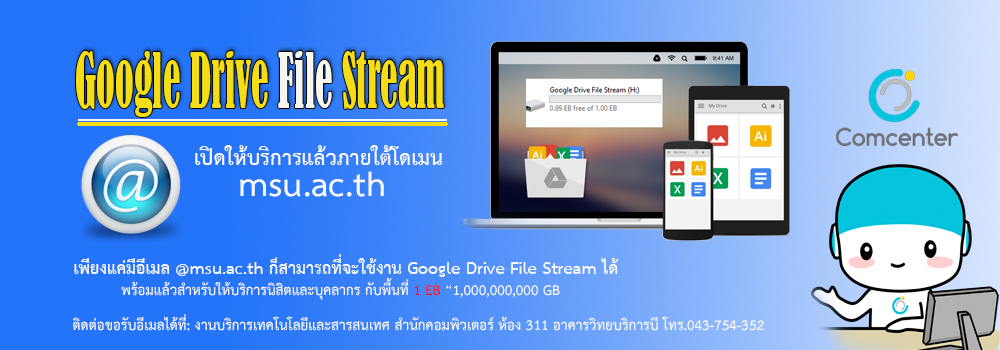 Google Drive File Stream
เปิดให้บริการแล้วภายใต้โดเมน
msu.ac.th
9:41 AM
Google Drive File Stream (H:)
0.99 EB free of 1.00 EB
Ai
X
My Drive
Ai
X
My Drive
Ai
X
Comcenter
เพียงแค่มีอีเมล @msu.ac.th ก็สามารถที่จะใช้งาน Google Drive File Stream ได้
พร้อมแล้วสำหรับให้บริการนิสิตและบุคลากร กับพื้นที่ 1 EB “1,000,000,000 GB
ติดต่อขอรับอีเมลได้ที่: งานบริการเทคโนโลยีและสารสนเทศ สำนักคอมพิวเตอร์ ห้อง 311 อาคารวิทยบริการบี โทร.043-754-352